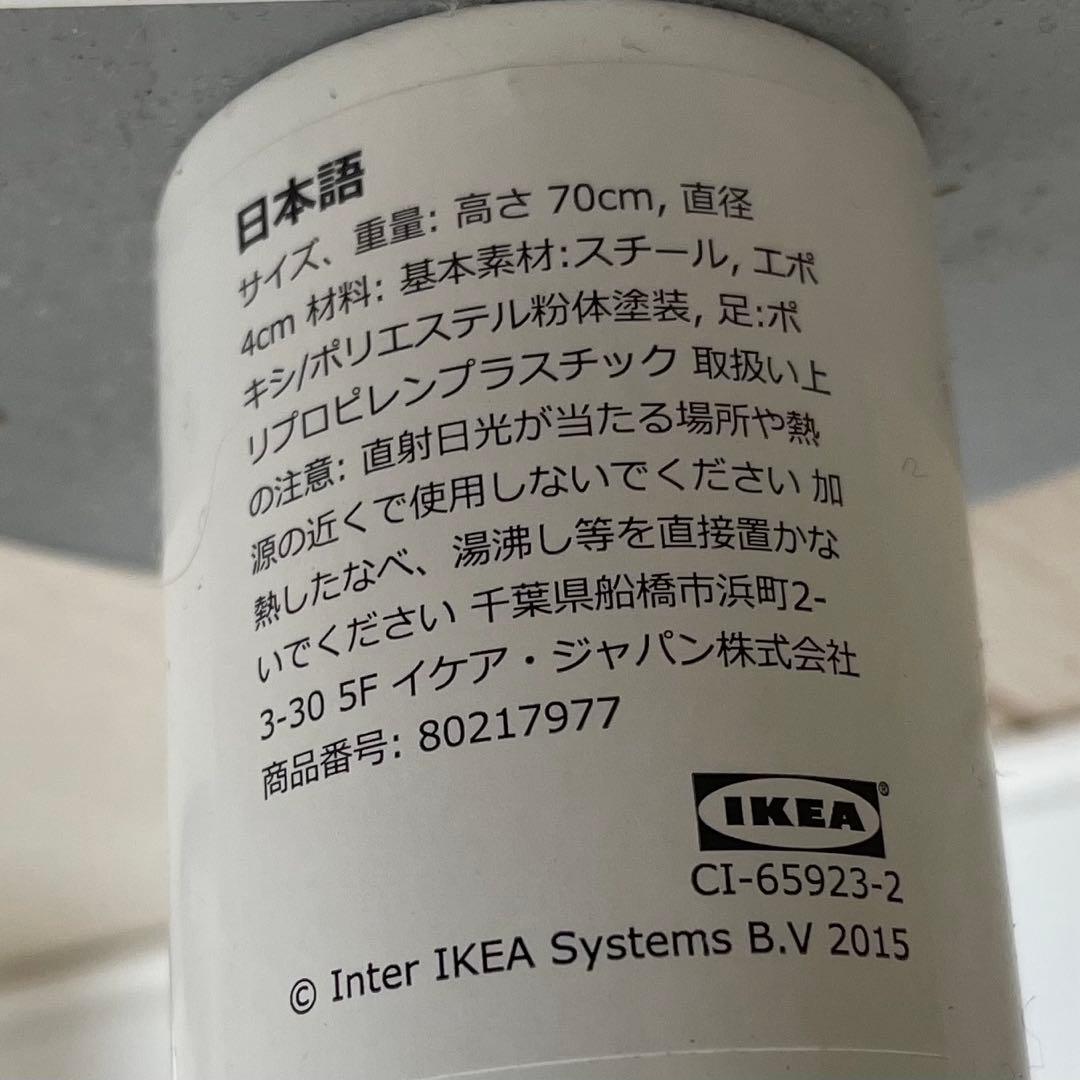 日本語
サイズ、重量: 高さ 70cm, 直径
4cm 材料: 基本素材:スチール, エポ
キシ/ポリエステル粉体塗装, 足:ポ
リプロピレンプラスチック 取扱い上
の注意: 直射日光が当たる場所や熱
源の近くで使用しないでください 加
熱したなべ、湯沸し等を直接置かな
いでください 千葉県船橋市浜町2-
3-30 5F イケア・ジャパン株式会社
商品番号: 80217977
IKEA®
CI-65923-2
© Inter IKEA Systems B.V 2015